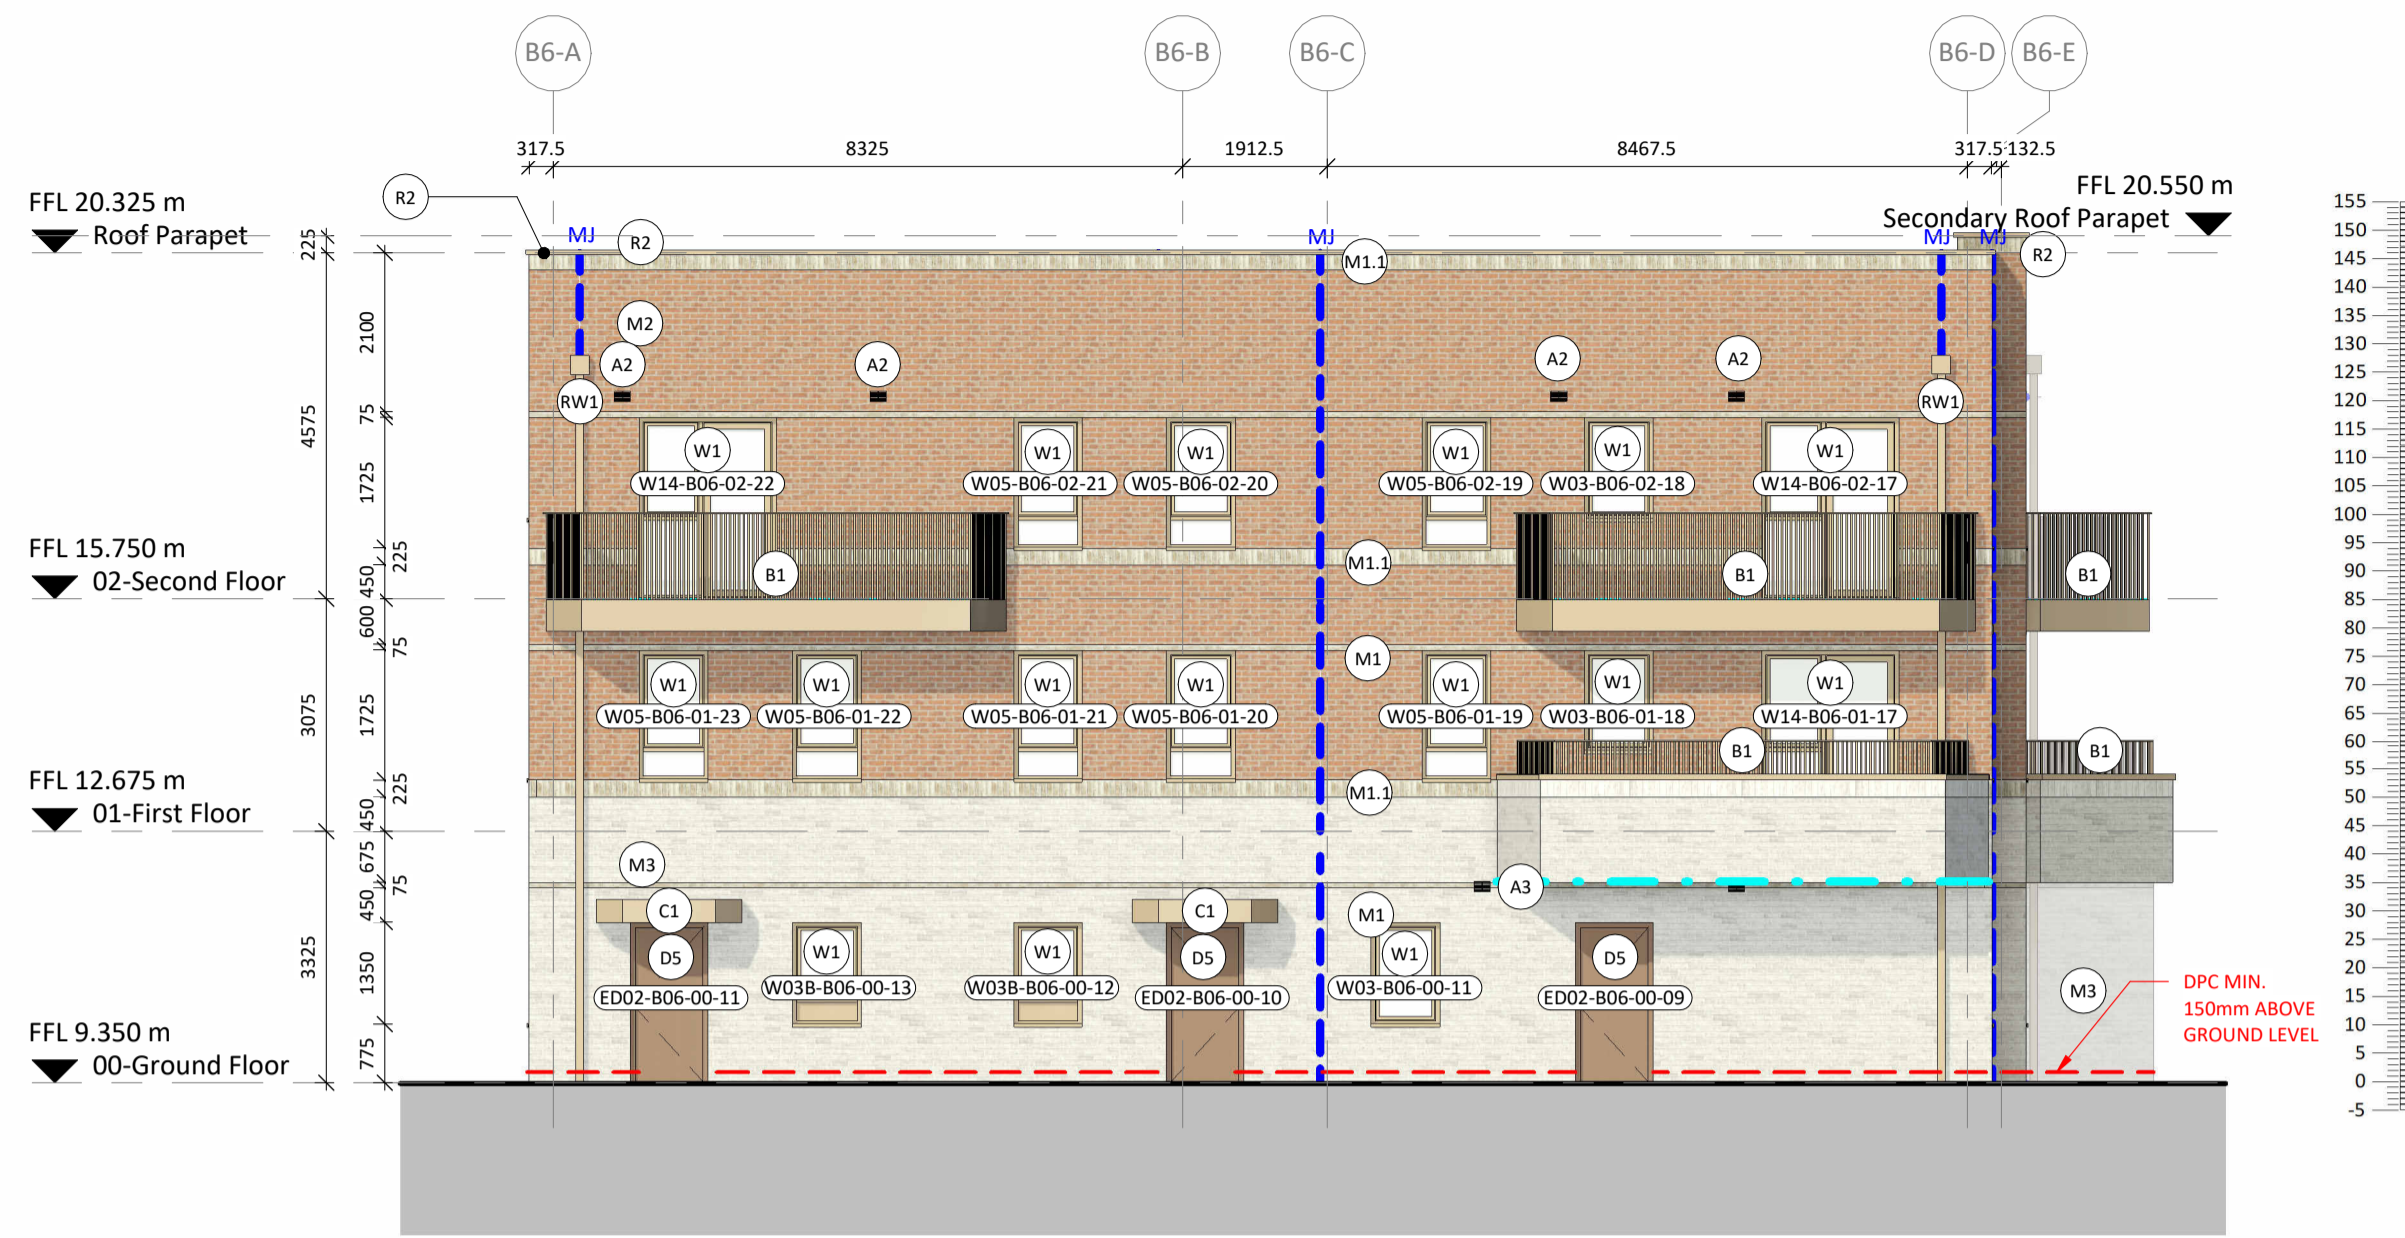 B6-A
B6-B
B6-C
B6-D
B6-E
317.5
8325
1912.5
8467.5
317.5
132.5
FFL 20.325 m
Roof Parapet
R2
FFL 20.550 m
Secondary Roof Parapet
MJ
R2
MJ
M1.1
MJ
MJ
R2
225
2100
4575
75
1725
225
450
600
75
3075
1725
225
450
675
75
450
3325
1350
775
M2
A2
A2
A2
A2
RW1
RW1
W1
W1
W1
W1
W1
W1
W14-B06-02-22
W05-B06-02-21
W05-B06-02-20
W05-B06-02-19
W03-B06-02-18
W14-B06-02-17
FFL 15.750 m
02-Second Floor
M1.1
B1
B1
B1
M1
W1
W1
W1
W1
W1
W1
W1
W05-B06-01-23
W05-B06-01-22
W05-B06-01-21
W05-B06-01-20
W05-B06-01-19
W03-B06-01-18
W14-B06-01-17
B1
B1
FFL 12.675 m
01-First Floor
M1.1
M3
A3
C1
C1
M1
D5
W1
W1
D5
W1
D5
ED02-B06-00-11
W03B-B06-00-13
W03B-B06-00-12
ED02-B06-00-10
W03-B06-00-11
ED02-B06-00-09
M3
DPC MIN.
150mm ABOVE
GROUND LEVEL
FFL 9.350 m
00-Ground Floor
155
150
145
140
135
130
125
120
115
110
105
100
95
90
85
80
75
70
65
60
55
50
45
40
35
30
25
20
15
10
5
0
-5